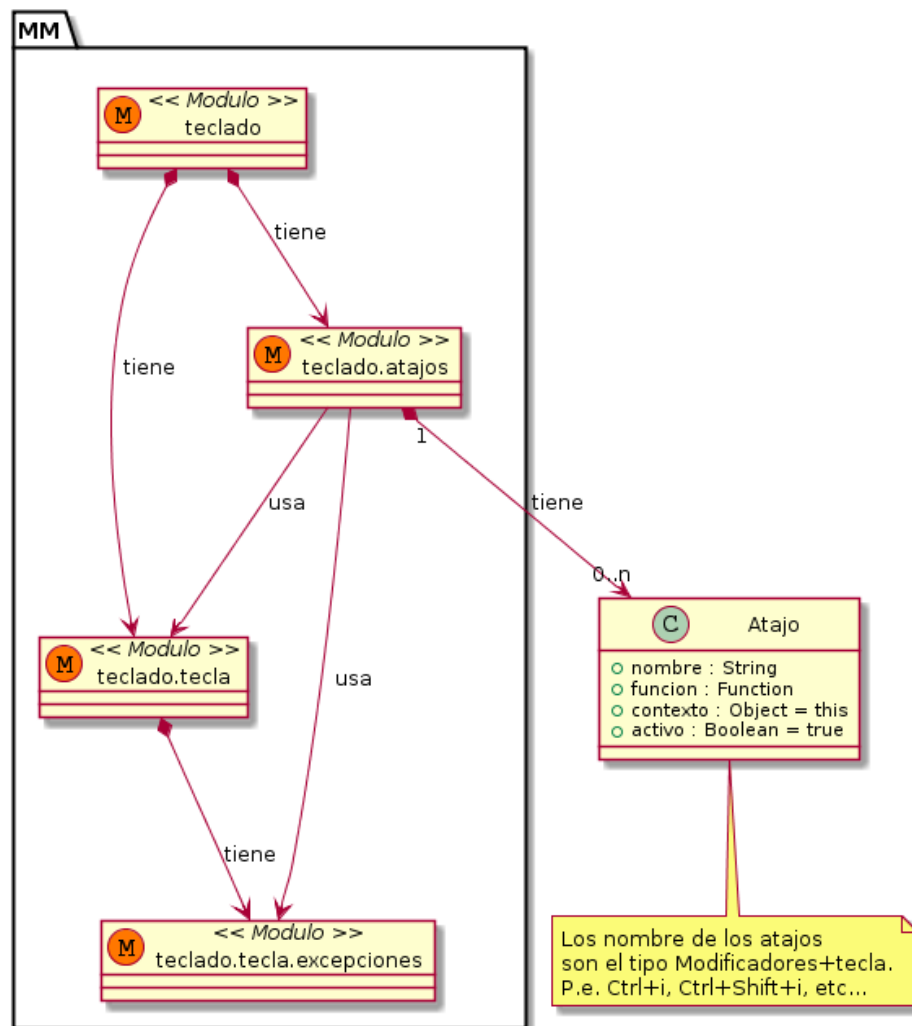 MM
M
<< Modulo >>
teclado
tiene
M
<< Modulo >>
teclado.atajos
tiene
1
usa
tiene
0..n
C
Atajo
nombre : String
funcion : Function
contexto : Object = this
activo : Boolean = true
M
<< Modulo >>
teclado.tecla
usa
tiene
M
<< Modulo >>
teclado.tecla.excepciones
Los nombre de los atajos
son el tipo Modificadores+tecla.
P.e. Ctrl+i, Ctrl+Shift+i, etc...